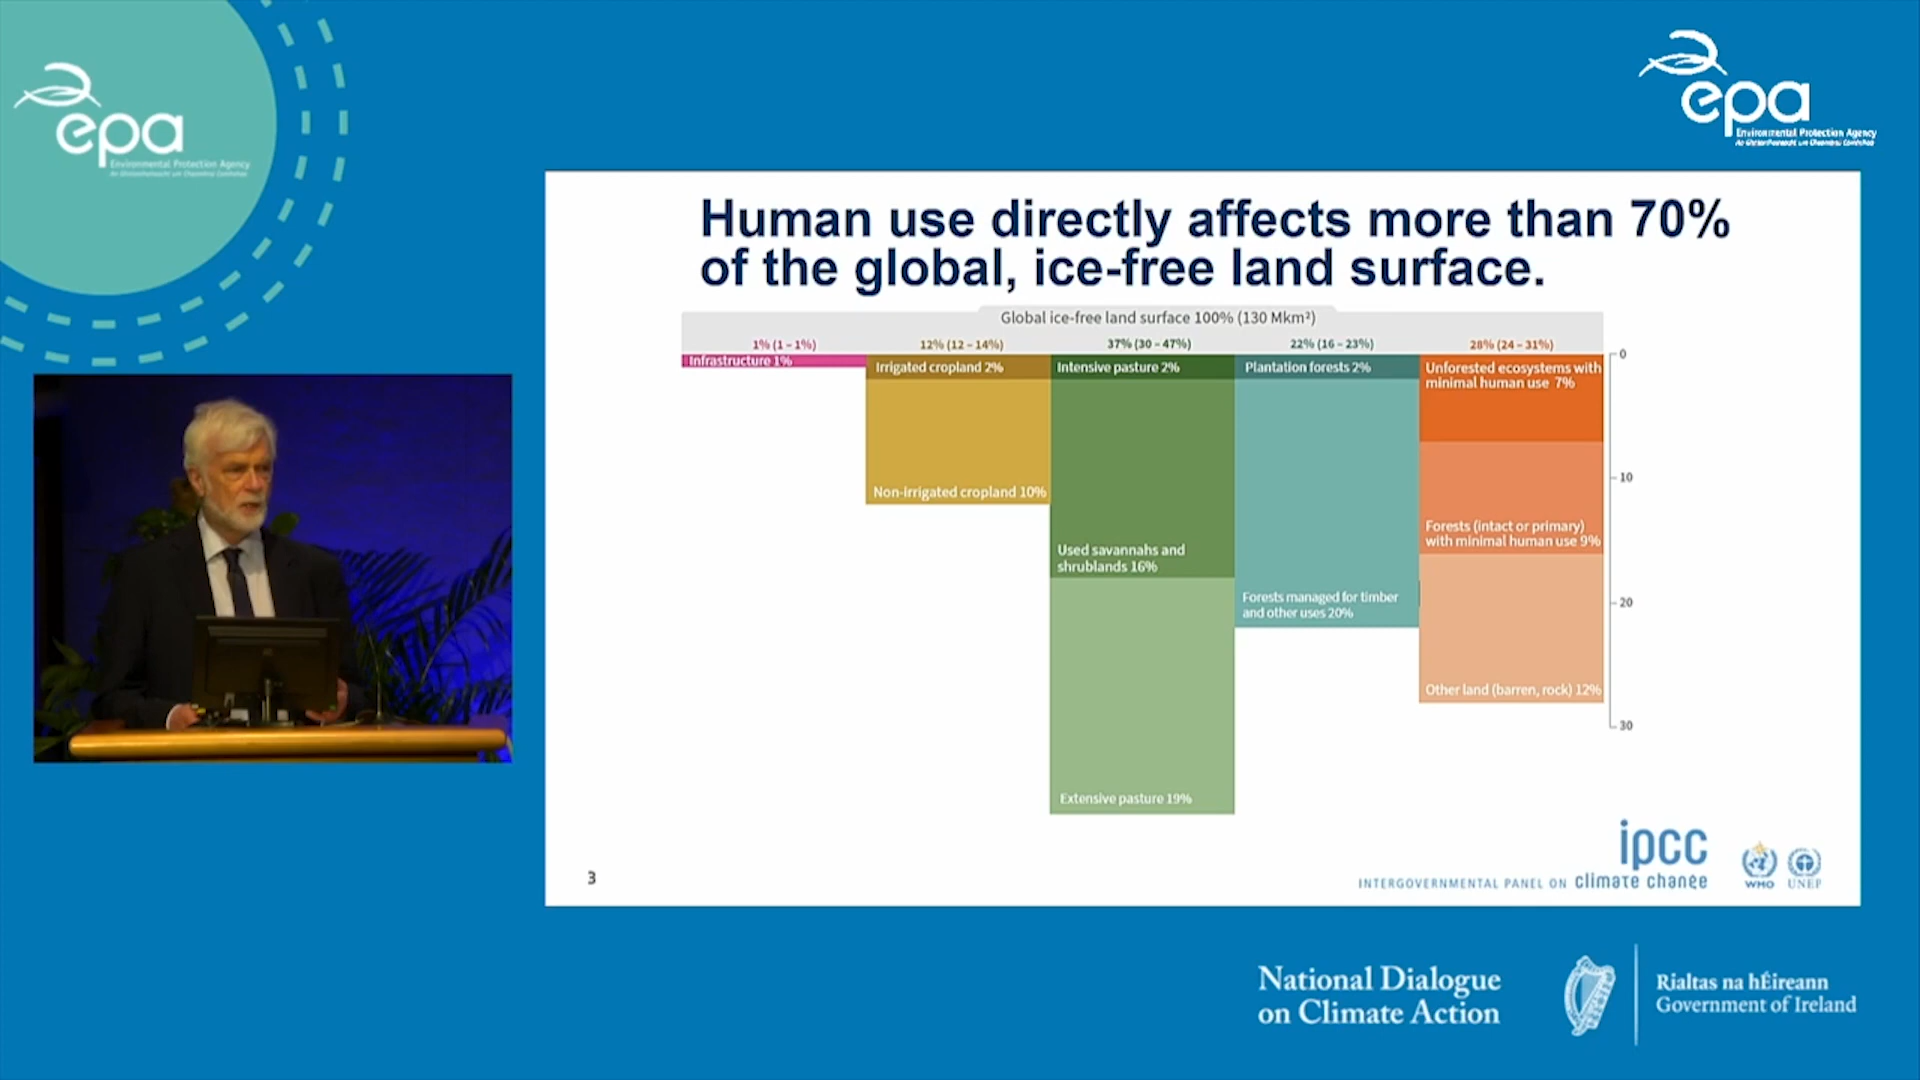 epa
Environmental Protection Agency
epa
Environmental Protection Agency
An Ghníomhaireacht um Chaomhnú Comhshaoil
Human use directly affects more than 70%
of the global, ice-free land surface.
Global ice-free land surface 100% (130 Mkm²)
1% (1 – 1%)
12% (12 – 14%)
37% (30 – 47%)
22% (16 – 23%)
28% (24 – 31%)
Infrastructure 1%
Irrigated cropland 2%
Non-irrigated cropland 10%
Intensive pasture 2%
Used savannahs and
shrublands 16%
Extensive pasture 19%
Plantation forests 2%
Forests managed for timber
and other uses 20%
Unforested ecosystems with
minimal human use 7%
Forests (intact or primary)
with minimal human use 9%
Other land (barren, rock) 12%
0
10
20
30
3
ipcc
INTERGOVERNMENTAL PANEL ON climate change
WMO
UNEP
National Dialogue
on Climate Action
Rialtas na hÉireann
Government of Ireland